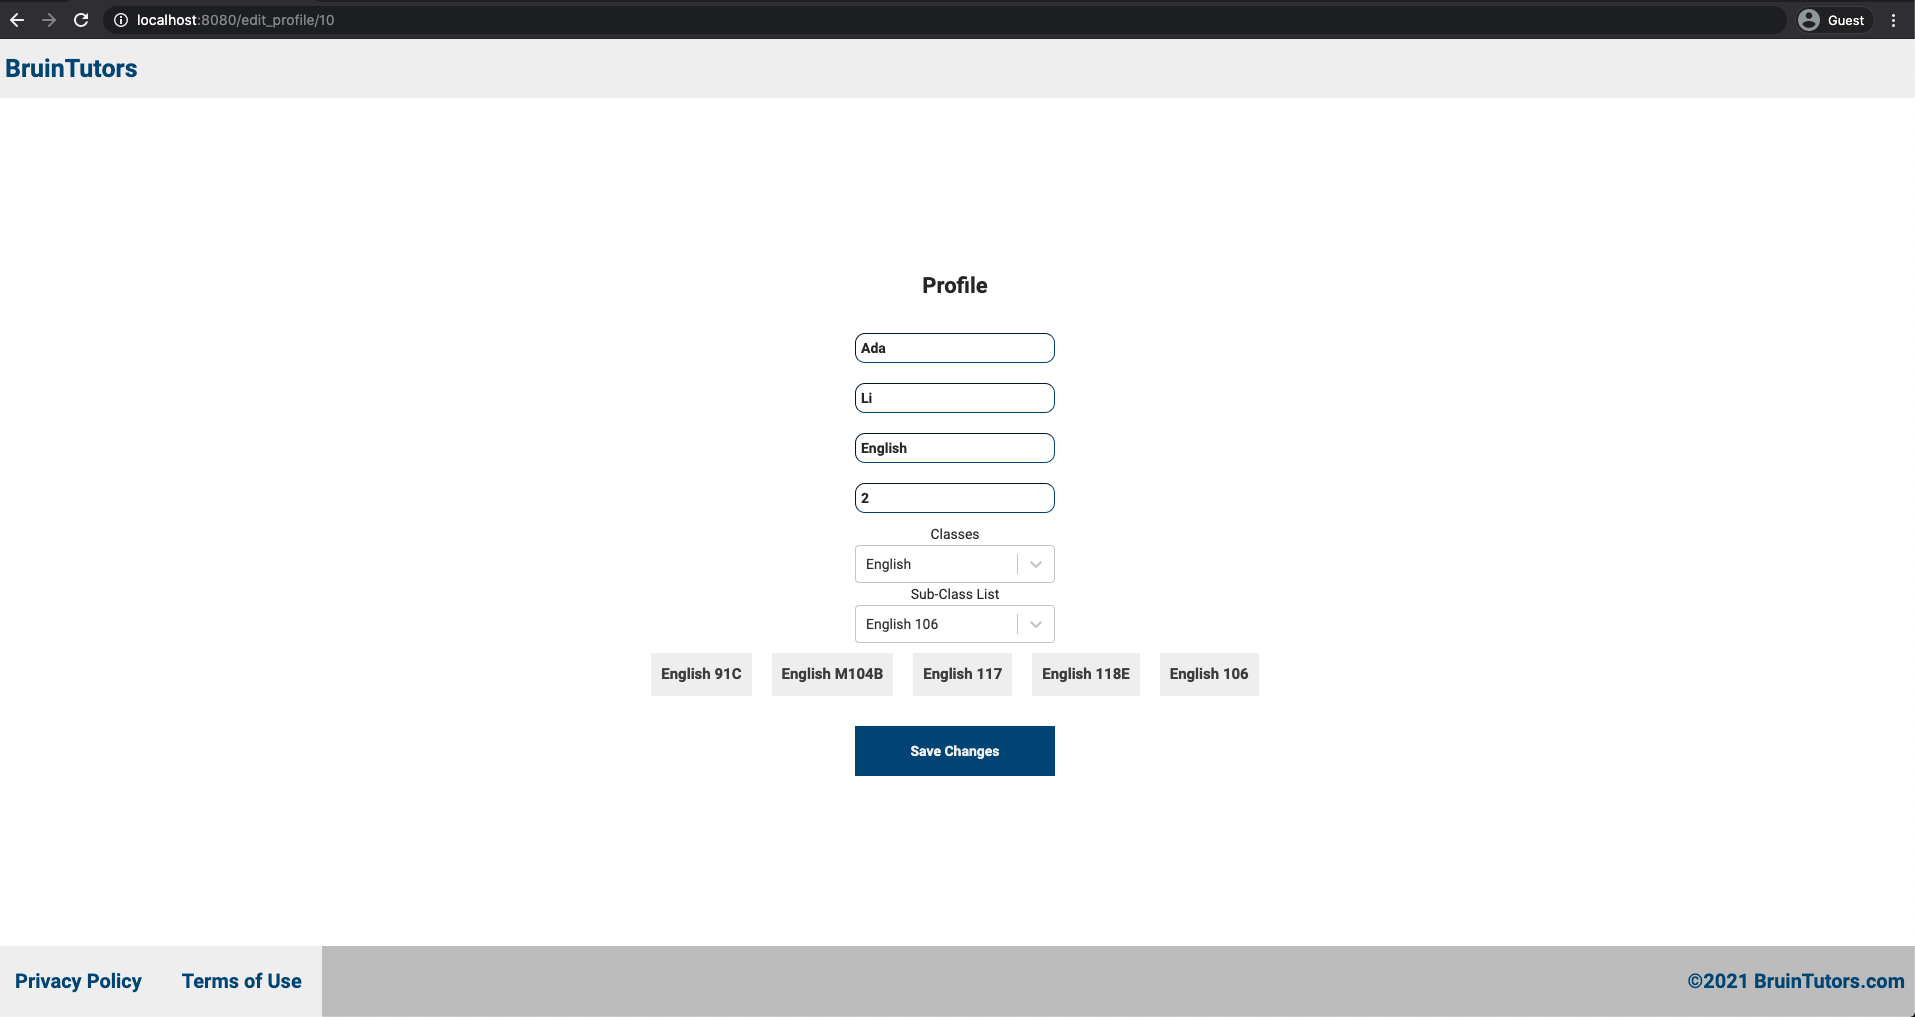 localhost:8080/edit_profile/10
Guest
BruinTutors
Profile
Ada
Li
English
2
Classes
English
Sub-Class List
English 106
English 91C English M104B English 117 English 118E English 106
Save Changes
Privacy Policy Terms of Use ©2021 BruinTutors.com